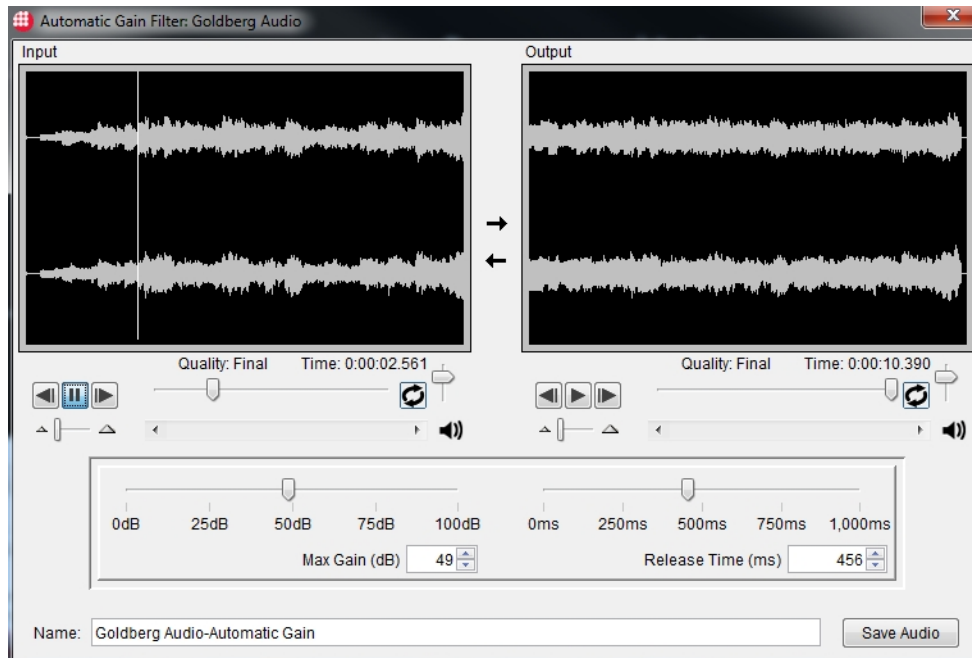 Automatic Gain Filter: Goldberg Audio
Input
Output
Quality: Final Time: 0:00:02.561
Quality: Final Time: 0:00:10.390
0dB 25dB 50dB 75dB 100dB
0ms 250ms 500ms 750ms 1,000ms
Max Gain (dB) 49
Release Time (ms) 456
Name: Goldberg Audio-Automatic Gain
Save Audio